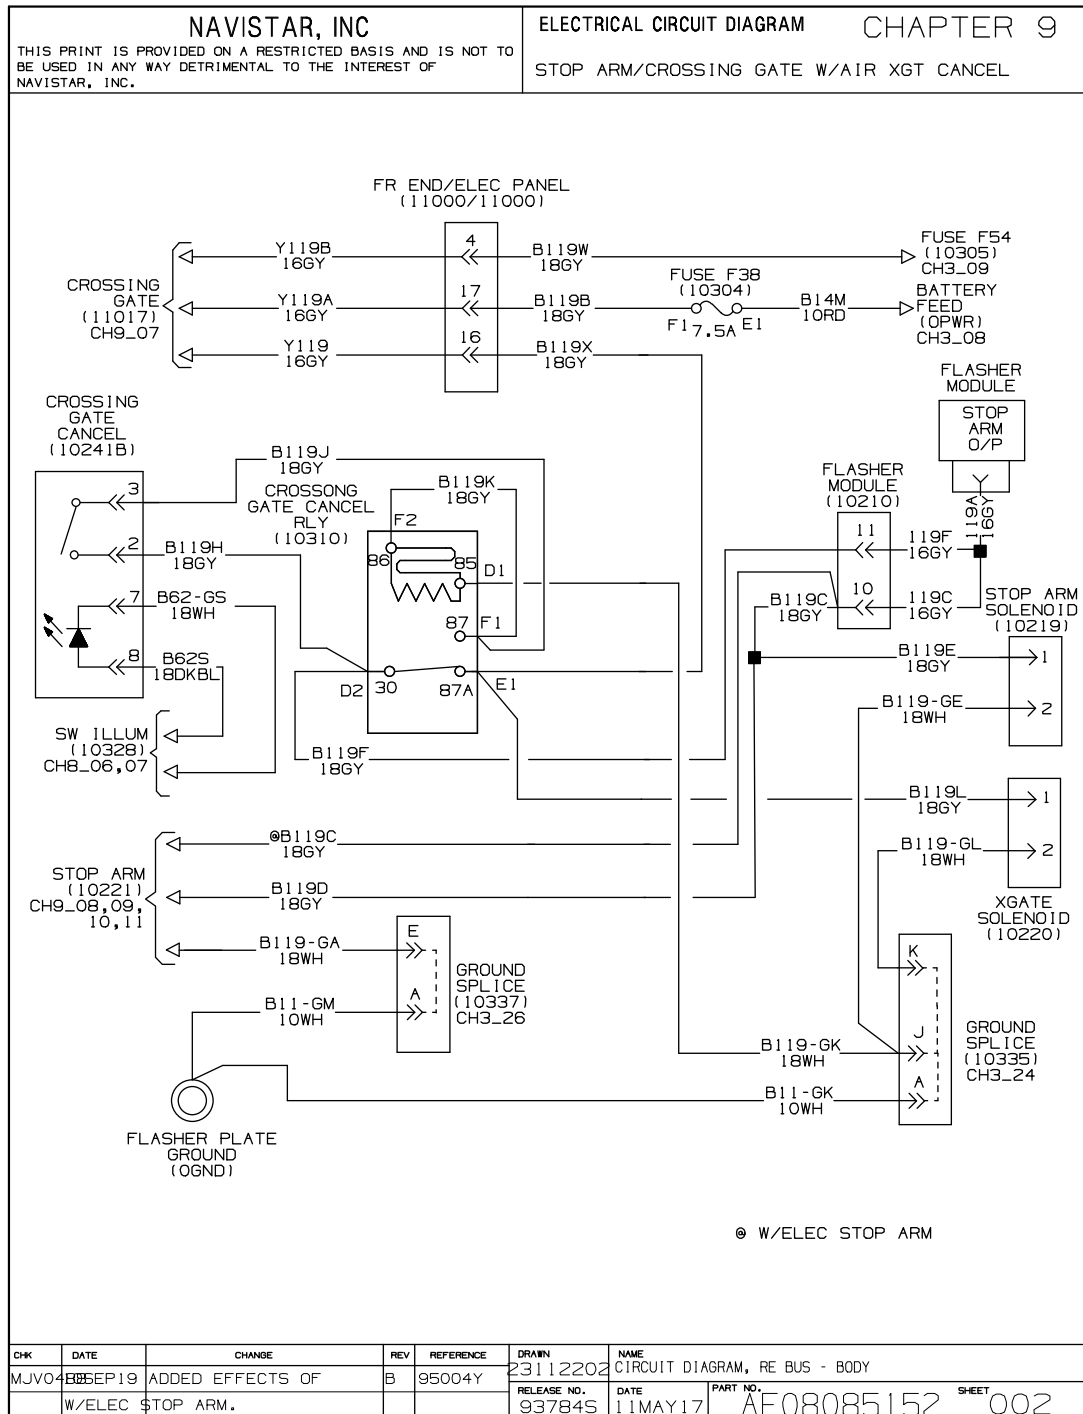 NAVISTAR, INC
THIS PRINT IS PROVIDED ON A RESTRICTED BASIS AND IS NOT TO
BE USED IN ANY WAY DETRIMENTAL TO THE INTEREST OF
NAVISTAR, INC.
ELECTRICAL CIRCUIT DIAGRAM
CHAPTER 9
STOP ARM/CROSSING GATE W/AIR XGT CANCEL
FR END/ELEC PANEL
(11000/11000)
Y119B
16GY
4
B119W
18GY
FUSE F54
(10305)
CH3_09
CROSSING
GATE
(11017)
CH9_07
Y119A
16GY
17
B119B
18GY
FUSE F38
(10304)
F1
7.5A
E1
B14M
10RD
BATTERY
FEED
(0PWR)
CH3_08
Y119
16GY
16
B119X
18GY
FLASHER
MODULE
STOP
ARM
O/P
119A
16GY
CROSSING
GATE
CANCEL
(10241B)
3
B119J
18GY
2
B119H
18GY
7
B62-GS
18WH
8
B62S
18DKBL
CROSSONG
GATE CANCEL
RLY
(10310)
B119K
18GY
F2
86
85
D1
87
F1
30
87A
D2
E1
FLASHER
MODULE
(10210)
11
119F
16GY
10
119C
16GY
B119C
18GY
STOP ARM
SOLENOID
(10219)
B119E
18GY
1
B119-GE
18WH
2
SW ILLUM
(10328)
CH8_06,07
B119F
18GY
B119L
18GY
1
B119-GL
18WH
2
XGATE
SOLENOID
(10220)
STOP ARM
(10221)
CH9_08,09,
10,11
@B119C
18GY
B119D
18GY
B119-GA
18WH
E
B11-GM
10WH
A
GROUND
SPLICE
(10337)
CH3_26
K
J
B119-GK
18WH
A
B11-GK
10WH
GROUND
SPLICE
(10335)
CH3_24
FLASHER PLATE
GROUND
(0GND)
@ W/ELEC STOP ARM
CHK DATE CHANGE REV REFERENCE
ADDED EFFECTS OF B 95004Y
W/ELEC STOP ARM.
DRAWN
23112202
NAME
CIRCUIT DIAGRAM, RE BUS - BODY
RELEASE NO.
93784S
DATE
11MAY17
PART NO.
AE08085152
SHEET
002